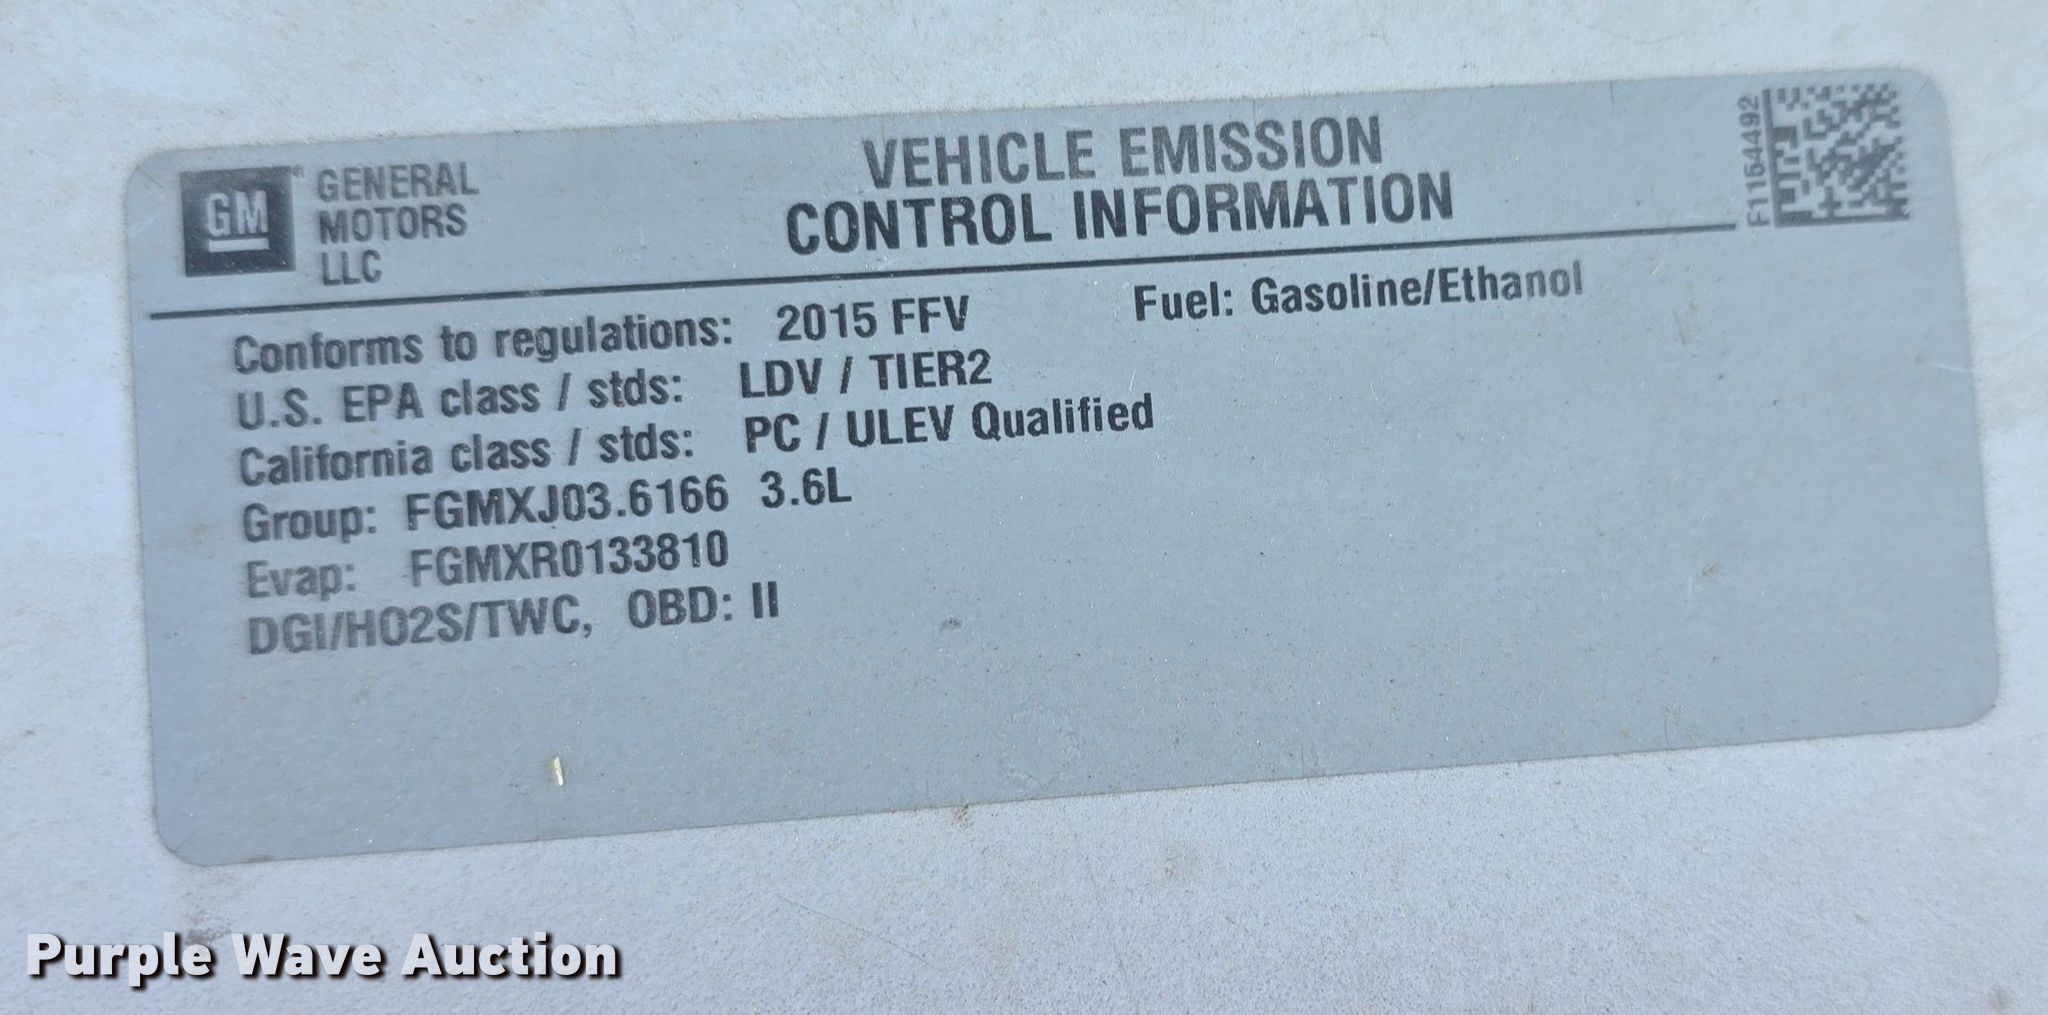 GM
GENERAL
MOTORS
LLC
VEHICLE EMISSION
CONTROL INFORMATION
F11544492
Conforms to regulations: 2015 FFV Fuel: Gasoline/Ethanol
U.S. EPA class / stds: LDV / TIER2
California class / stds: PC / ULEV Qualified
Group: FGMXJ03.6166 3.6L
Evap: FGMXR0133810
DGI/HO2S/TWC, OBD: II
Purple Wave Auction